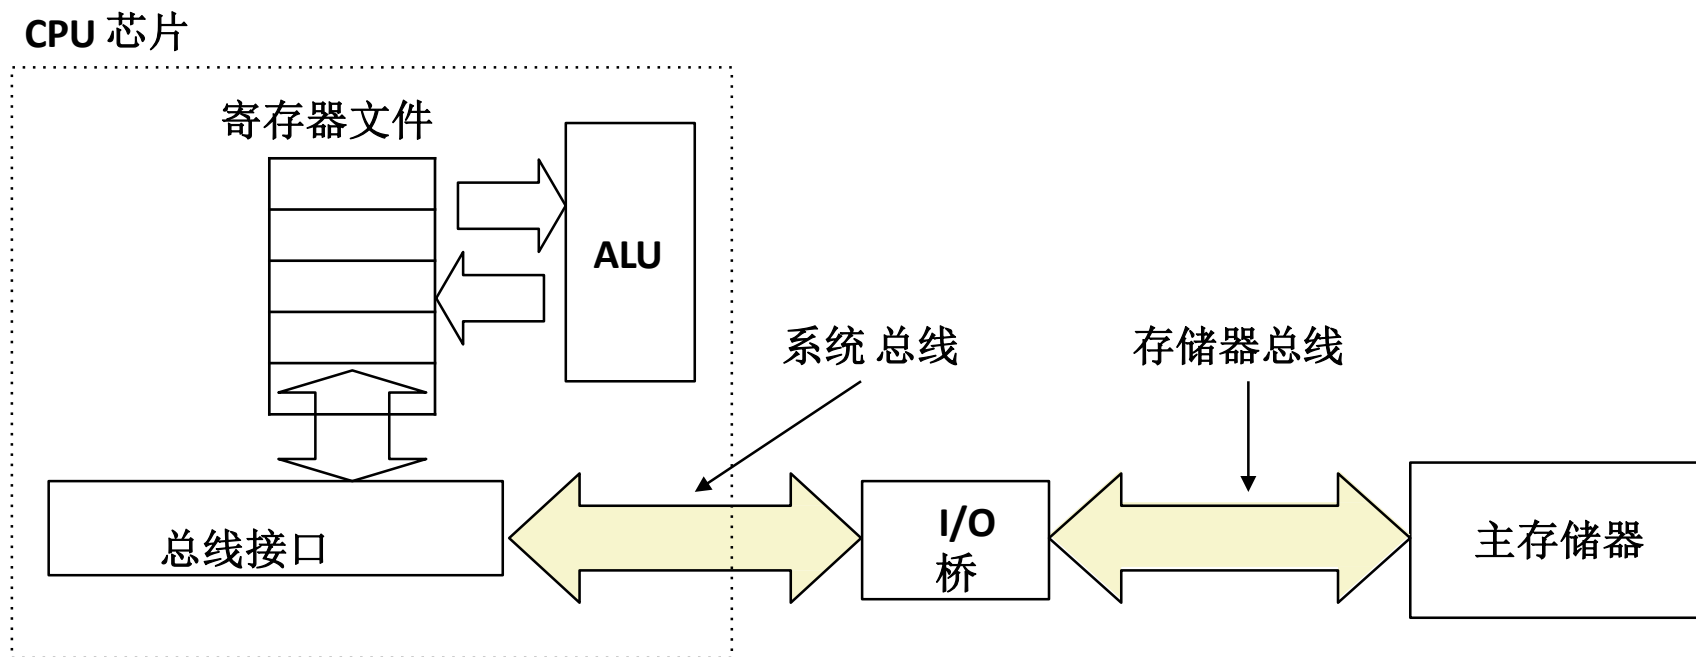 CPU 芯片
寄存器文件
ALU
系统 总线
存储器总线
总线接口
I/O
桥
主存储器